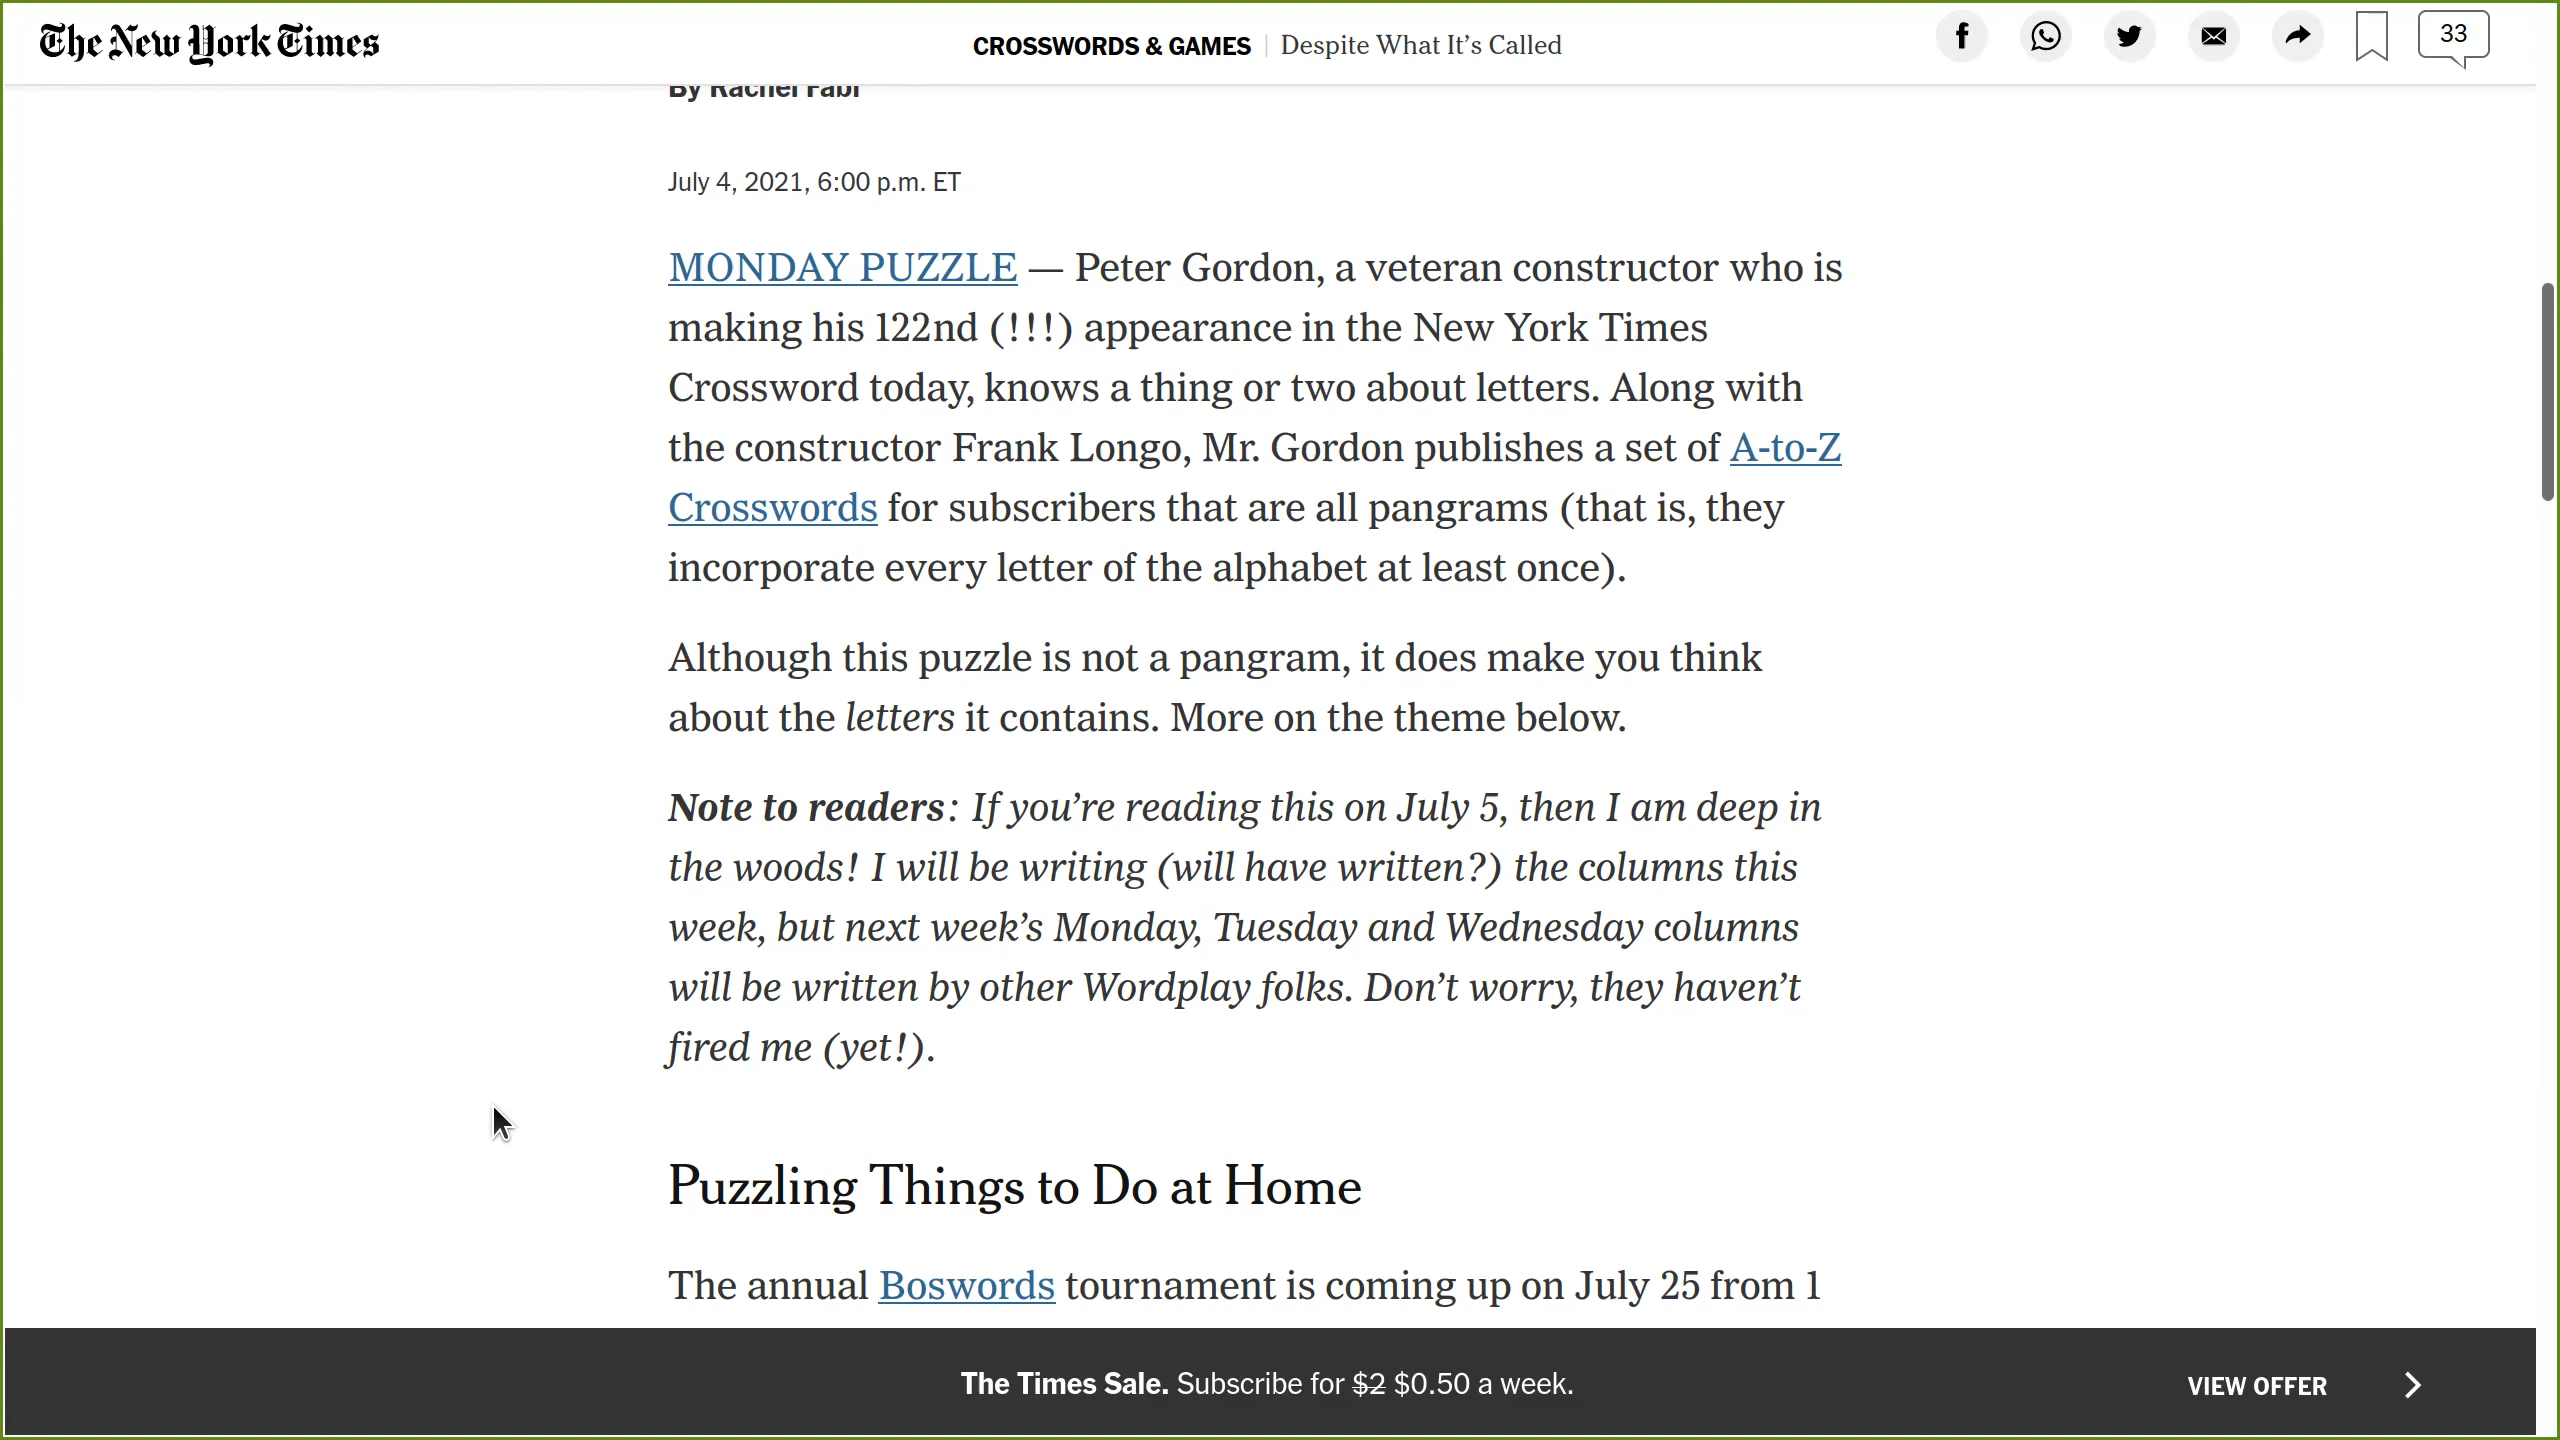 The New York Times
CROSSWORDS & GAMES | Despite What It’s Called
33
By Rachel Fabi
July 4, 2021, 6:00 p.m. ET
MONDAY PUZZLE — Peter Gordon, a veteran constructor who is
making his 122nd (!!!) appearance in the New York Times
Crossword today, knows a thing or two about letters. Along with
the constructor Frank Longo, Mr. Gordon publishes a set of A-to-Z
Crosswords for subscribers that are all pangrams (that is, they
incorporate every letter of the alphabet at least once).
Although this puzzle is not a pangram, it does make you think
about the letters it contains. More on the theme below.
Note to readers: If you’re reading this on July 5, then I am deep in
the woods! I will be writing (will have written?) the columns this
week, but next week’s Monday, Tuesday and Wednesday columns
will be written by other Wordplay folks. Don’t worry, they haven’t
fired me (yet!).
Puzzling Things to Do at Home
The annual Boswords tournament is coming up on July 25 from 1
The Times Sale. Subscribe for $2 $0.50 a week.
VIEW OFFER